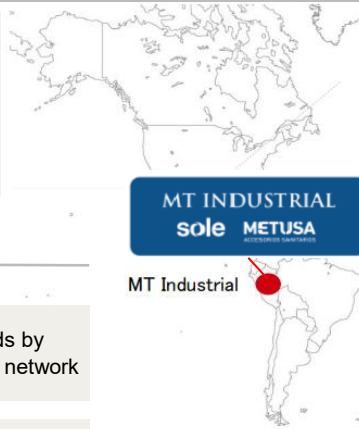 MT INDUSTRIAL
sole METUSA
ACCESORIOS SANITARIOS
MT Industrial
ds by
network